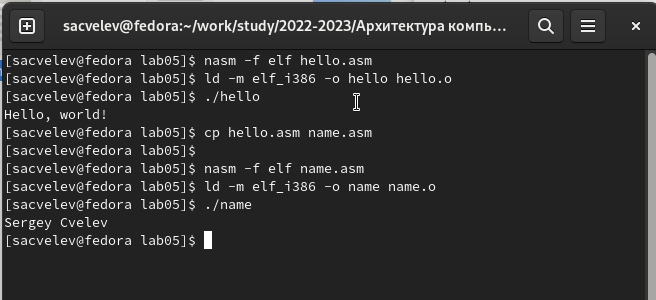 sacvelev@fedora:~/work/study/2022-2023/Архитектура компь...
[sacvelev@fedora lab05]$ nasm -f elf hello.asm
[sacvelev@fedora lab05]$ ld -m elf_i386 -o hello hello.o
[sacvelev@fedora lab05]$ ./hello
Hello, world!
[sacvelev@fedora lab05]$ cp hello.asm name.asm
[sacvelev@fedora lab05]$
[sacvelev@fedora lab05]$ nasm -f elf name.asm
[sacvelev@fedora lab05]$ ld -m elf_i386 -o name name.o
[sacvelev@fedora lab05]$ ./name
Sergey Cvelev
[sacvelev@fedora lab05]$